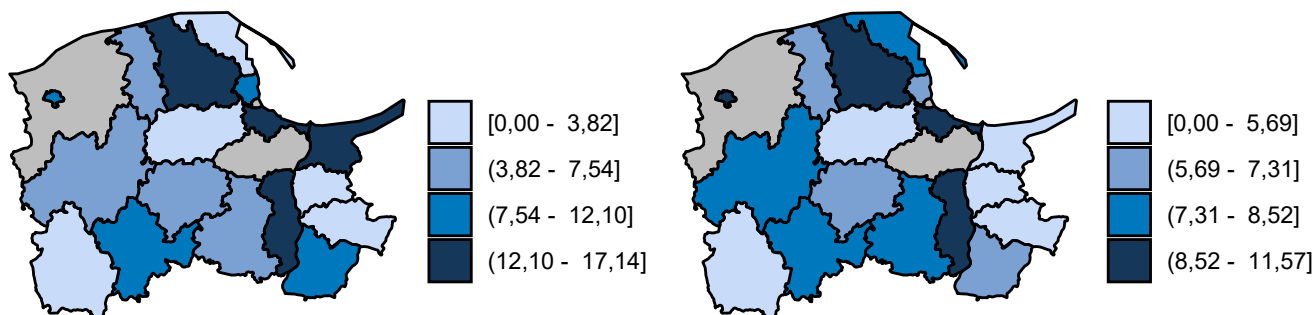 [0,00 - 3,82]
(3,82 - 7,54]
(7,54 - 12,10]
(12,10 - 17,14]
[0,00 - 5,69]
(5,69 - 7,31]
(7,31 - 8,52]
(8,52 - 11,57]